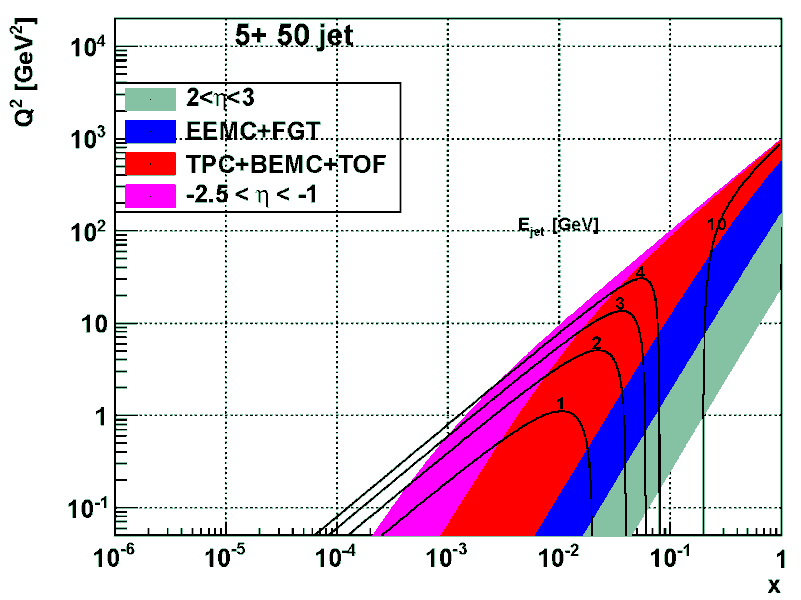 5+ 50 jet
Q² [GeV²]
10⁴
10³
10²
10
1
10⁻¹
2<η<3
EEMC+FGT
TPC+BEMC+TOF
-2.5 < η < -1
E_jet [GeV]
10
4
3
2
1
10⁻⁶ 10⁻⁵ 10⁻⁴ 10⁻³ 10⁻² 10⁻¹ 1
x